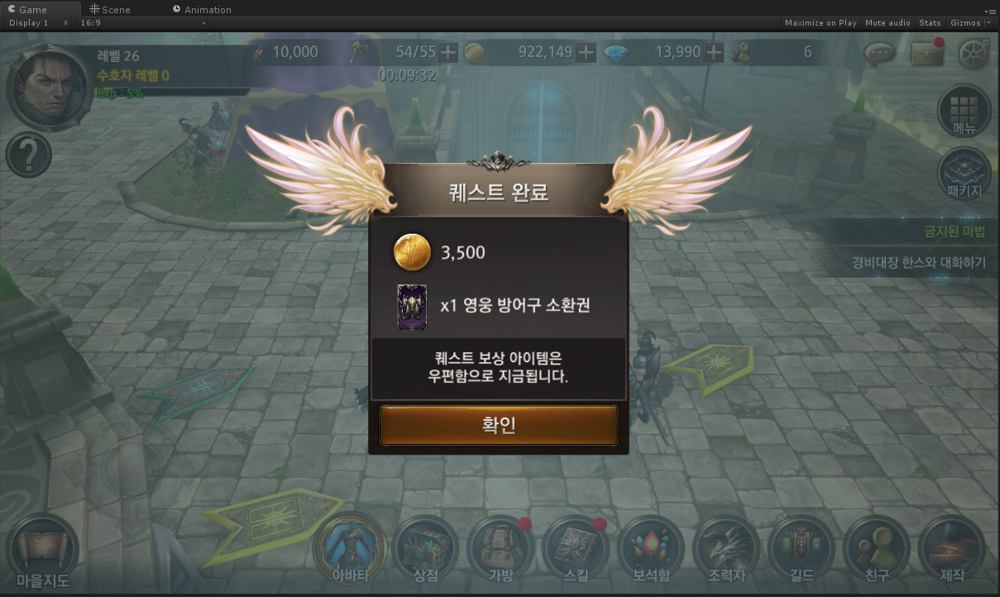 Game
Scene
Animation
Display 1
16:9
Maximize on Play
Mute audio
Stats
Gizmos
레벨 26
10,000
54/55
922,149
13,990
6
수호자 레벨 0
00:09:32
Exp : 5%
메뉴
패키지
퀘스트 완료
금지된 마법
3,500
경비대장 한스와 대화하기
x1 영웅 방어구 소환권
퀘스트 보상 아이템은
우편함으로 지급됩니다.
확인
마을지도
아바타
상점
가방
스킬
보석함
조력자
길드
친구
제작